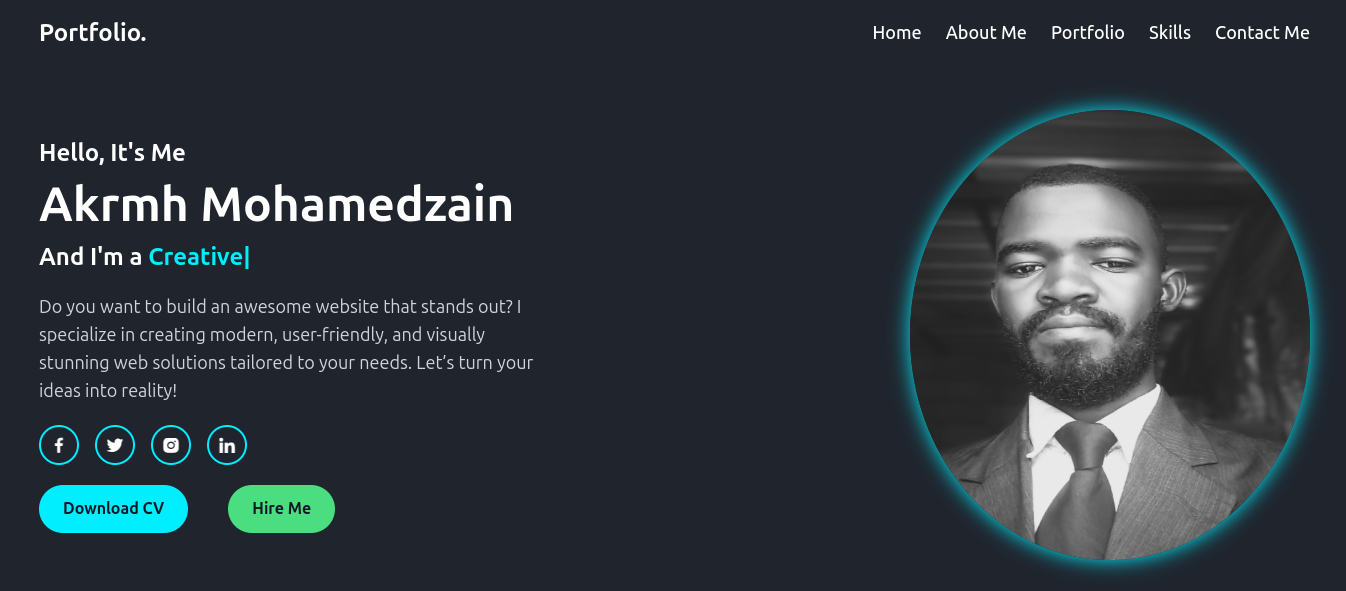 Portfolio.
Home About Me Portfolio Skills Contact Me
Hello, It's Me
Akrmh Mohamedzain
And I'm a Creative|
Do you want to build an awesome website that stands out? I
specialize in creating modern, user-friendly, and visually
stunning web solutions tailored to your needs. Let’s turn your
ideas into reality!
Download CV Hire Me